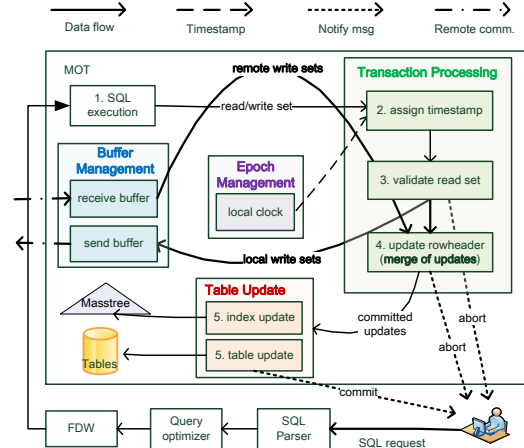 Data flow
Timestamp
Notify msg
Remote comm.
MOT
remote write sets
Transaction Processing
1. SQL
execution
read/write set
2. assign timestamp
Buffer
Management
receive buffer
send buffer
Epoch
Management
local clock
3. validate read set
4. update rowheader
(merge of updates)
local write sets
Table Update
committed
updates
abort
abort
Masstree
5. index update
Tables
5. table update
commit
FDW
Query
optimizer
SQL
Parser
SQL request